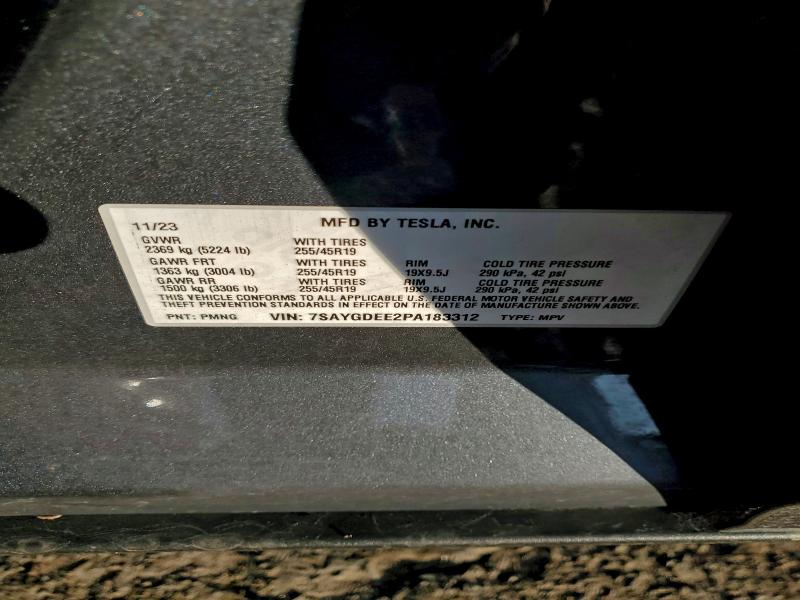 MFD BY TESLA, INC.
11/23
GVWR WITH TIRES
2369 kg (5224 lb) 255/45R19
GAWR FRT WITH TIRES RIM COLD TIRE PRESSURE
1363 kg (3004 lb) 255/45R19 19X9.5J 290 kPa, 42 psi
GAWR RR WITH TIRES RIM COLD TIRE PRESSURE
1500 kg (3306 lb) 255/45R19 19X9.5J 290 kPa, 42 psi
THIS VEHICLE CONFORMS TO ALL APPLICABLE U.S. FEDERAL MOTOR VEHICLE SAFETY AND
THEFT PREVENTION STANDARDS IN EFFECT ON THE DATE OF MANUFACTURE SHOWN ABOVE.
PNT: PMNG VIN: 7SAYGDEE2PA183312 TYPE: MPV